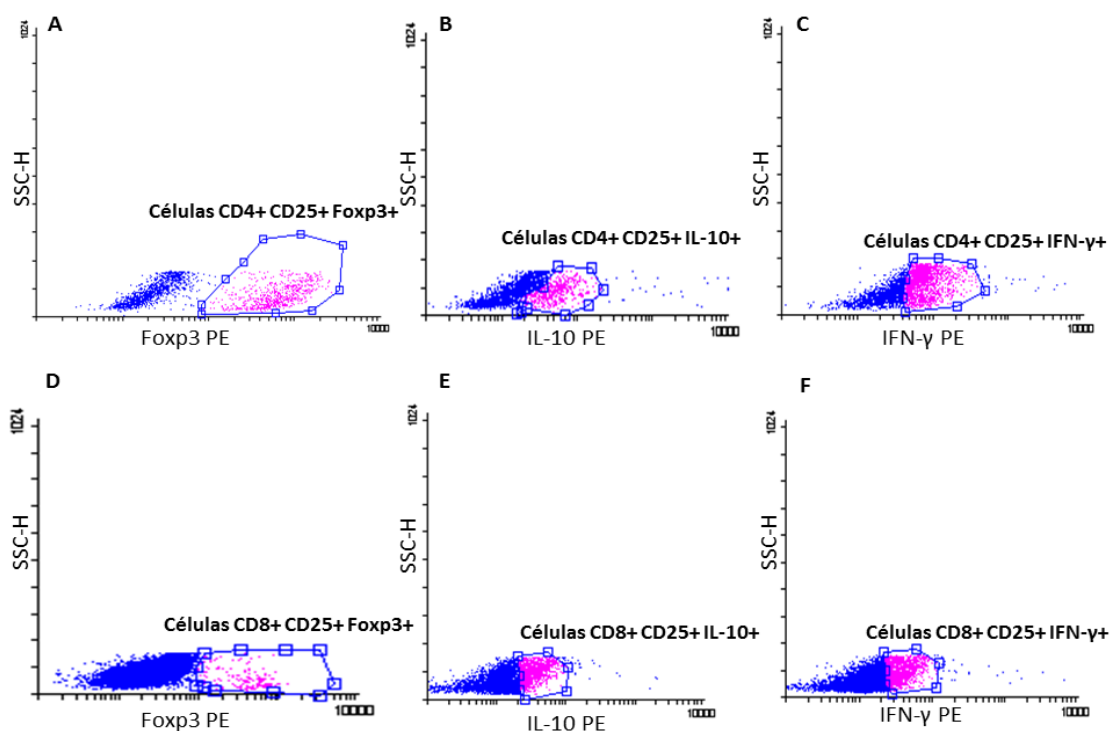 A
1024
SSC-H
Células CD4+ CD25+ Foxp3+
Foxp3 PE
10000
B
1024
SSC-H
Células CD4+ CD25+ IL-10+
IL-10 PE
10000
C
1024
SSC-H
Células CD4+ CD25+ IFN-γ+
IFN-γ PE
10000
D
1024
SSC-H
Células CD8+ CD25+ Foxp3+
Foxp3 PE
10000
E
1024
SSC-H
Células CD8+ CD25+ IL-10+
IL-10 PE
10000
F
1024
SSC-H
Células CD8+ CD25+ IFN-γ+
IFN-γ PE
10000